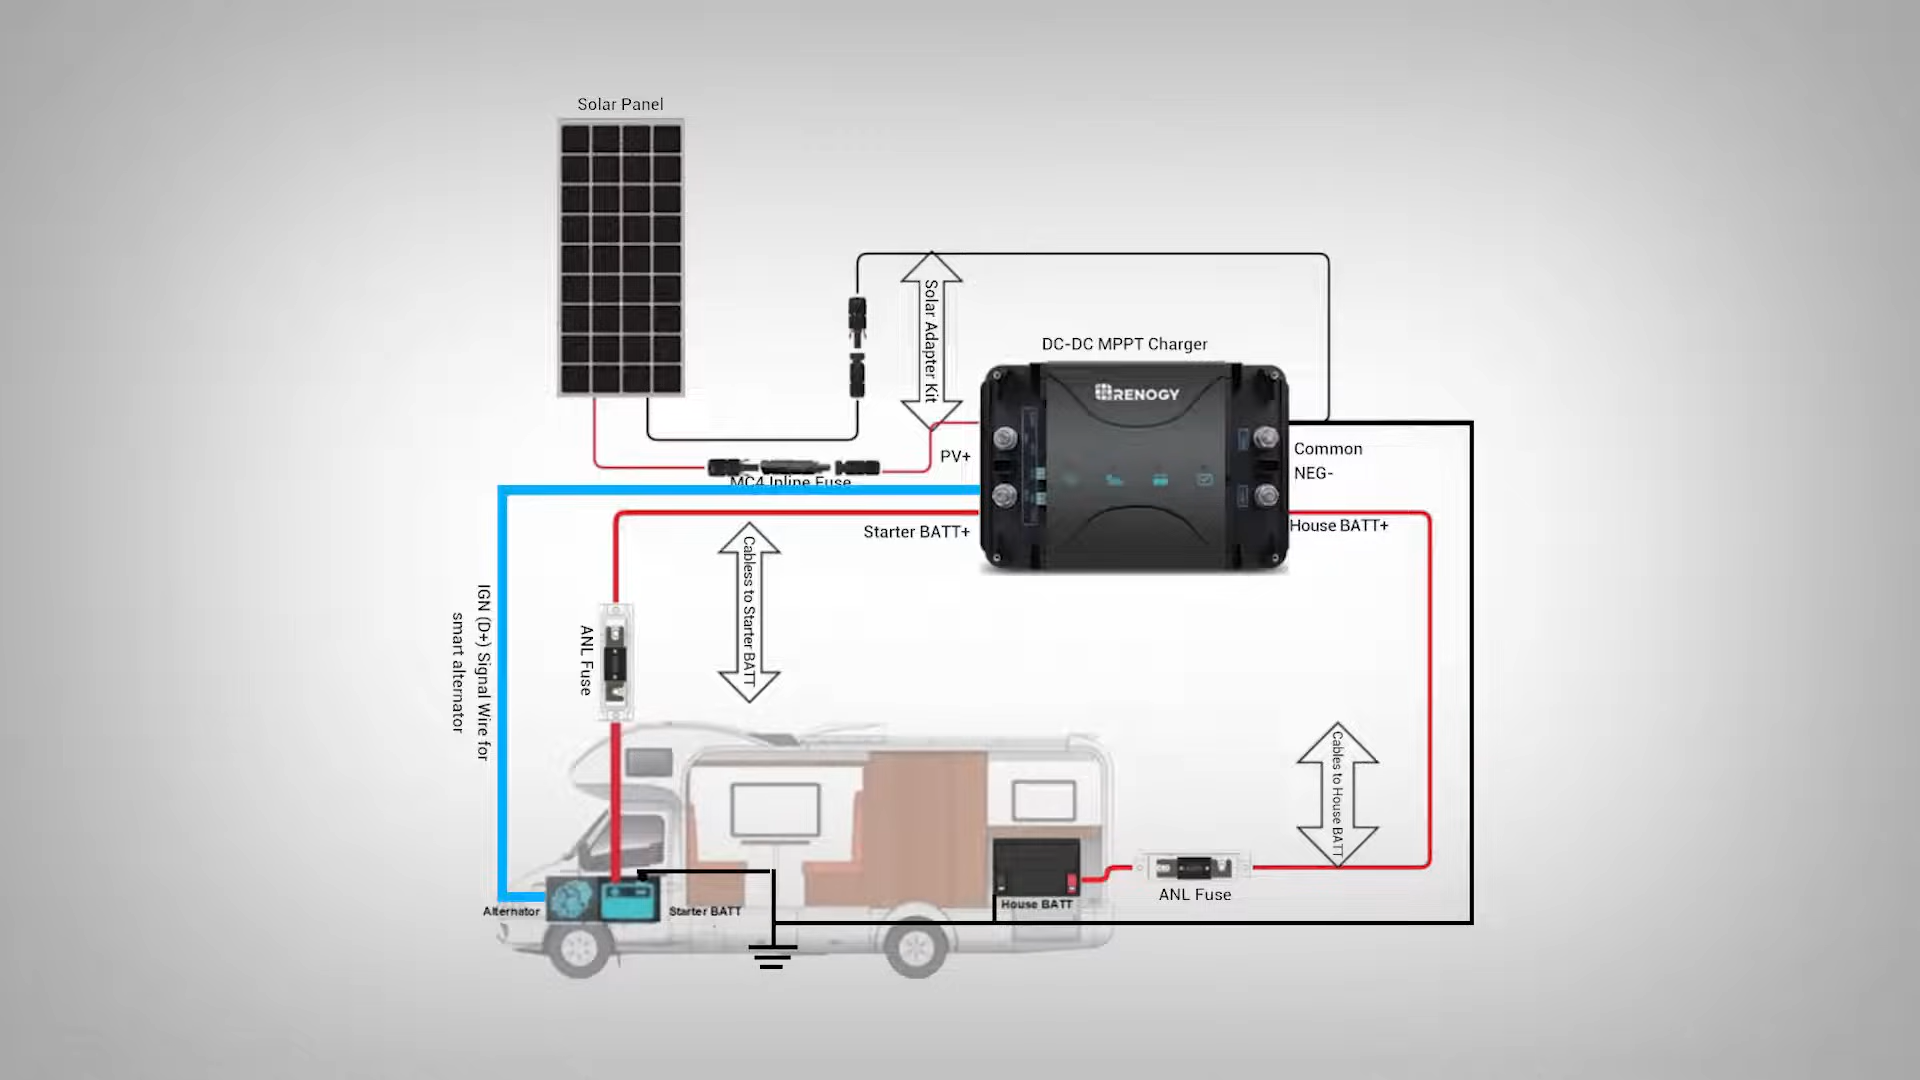 Solar Panel
Solar Adapter Kit
DC-DC MPPT Charger
RENOGY
PV+
Common
NEG-
MC4 Inline Fuse
Starter BATT+
House BATT+
Cabless to Starter BATT
IGN (D+) Signal Wire for
smart alternator
ANL Fuse
Cables to House BATT
ANL Fuse
Alternator
Starter BATT
House BATT